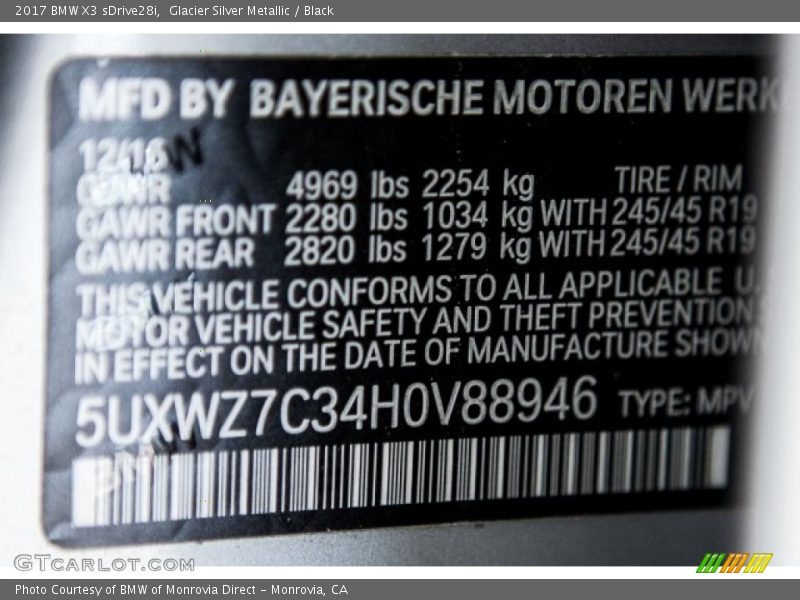 2017 BMW X3 sDrive28i,  Glacier Silver Metallic / Black
MFD BY BAYERISCHE MOTOREN WERK
12/16
GVWR 4969 lbs 2254 kg TIRE / RIM
GAWR FRONT 2280 lbs 1034 kg WITH 245/45 R19
GAWR REAR 2820 lbs 1279 kg WITH 245/45 R19
THIS VEHICLE CONFORMS TO ALL APPLICABLE U.
MOTOR VEHICLE SAFETY AND THEFT PREVENTION
IN EFFECT ON THE DATE OF MANUFACTURE SHOWN
5UXWZ7C34H0V88946 TYPE: MPV
GTCARLOT.COM
Photo Courtesy of BMW of Monrovia Direct - Monrovia, CA